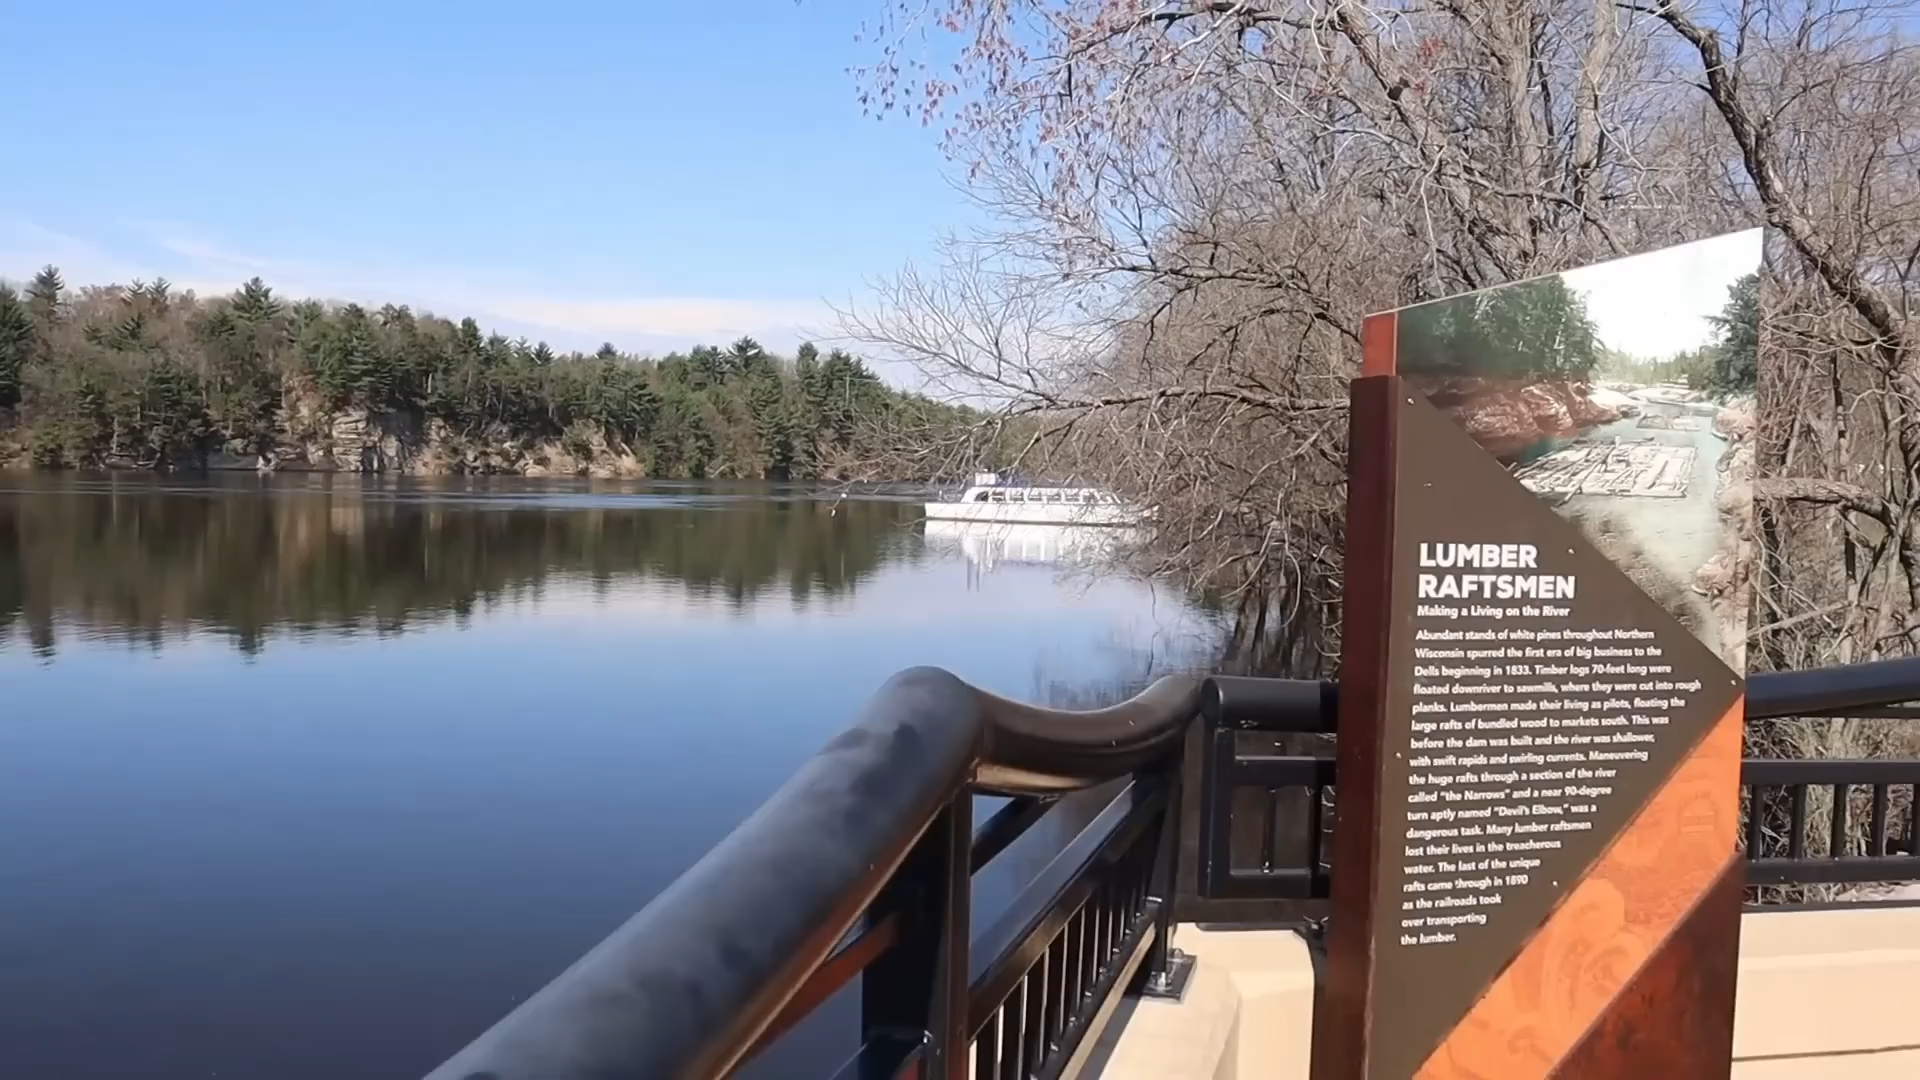 LUMBER
RAFTSMEN
Making a Living on the River
Abundant stands of white pines throughout Northern
Wisconsin spurred the first era of big business to the
Dells beginning in 1833. Timber logs 70-feet long were
floated downriver to sawmills, where they were cut into rough
planks. Lumbermen made their living as pilots, floating the
large rafts of bundled wood to markets south. This was
before the dam was built and the river was shallower,
with swift rapids and swirling currents. Maneuvering
the huge rafts through a section of the river
called "the Narrows" and a near 90-degree
turn aptly named "Devil's Elbow," was a
dangerous task. Many lumber raftsmen
lost their lives in the treacherous
water. The last of the unique
rafts came through in 1890
as the railroads took
over transporting
the lumber.